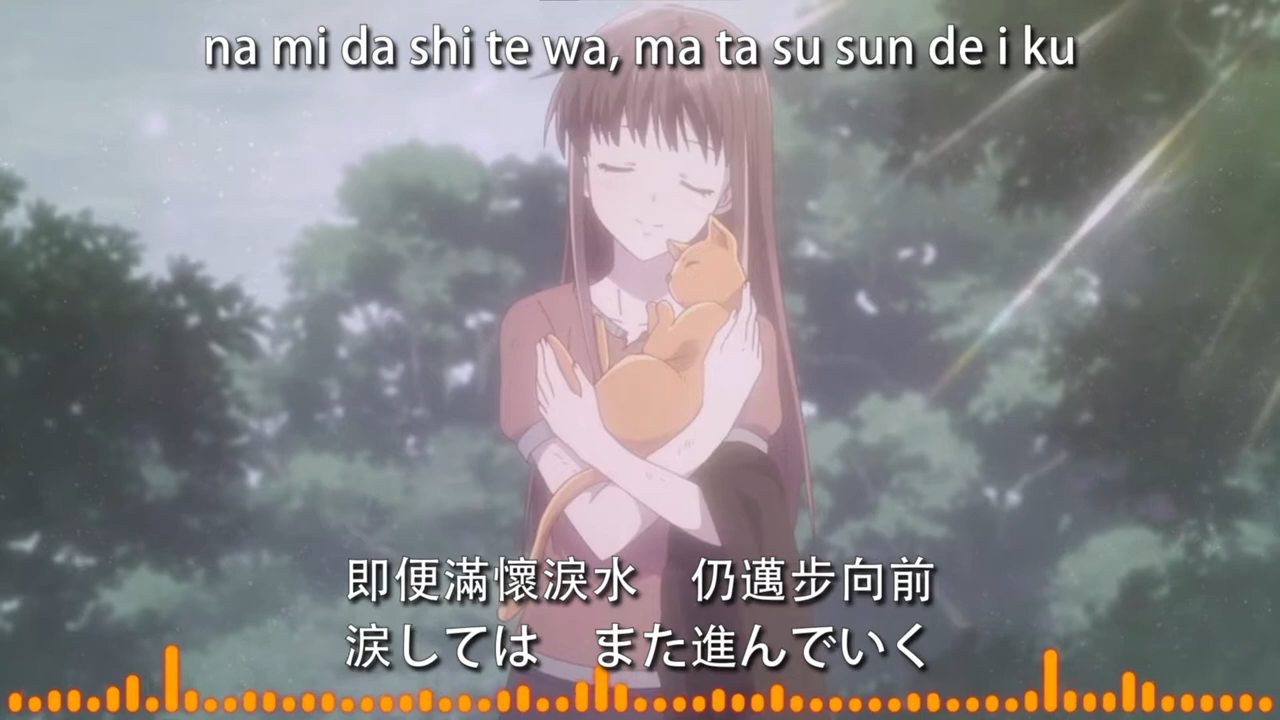 na mi da shi te wa, ma ta su sun de i ku
即便滿懷淚水　仍邁步向前
涙しては　また進んでいく